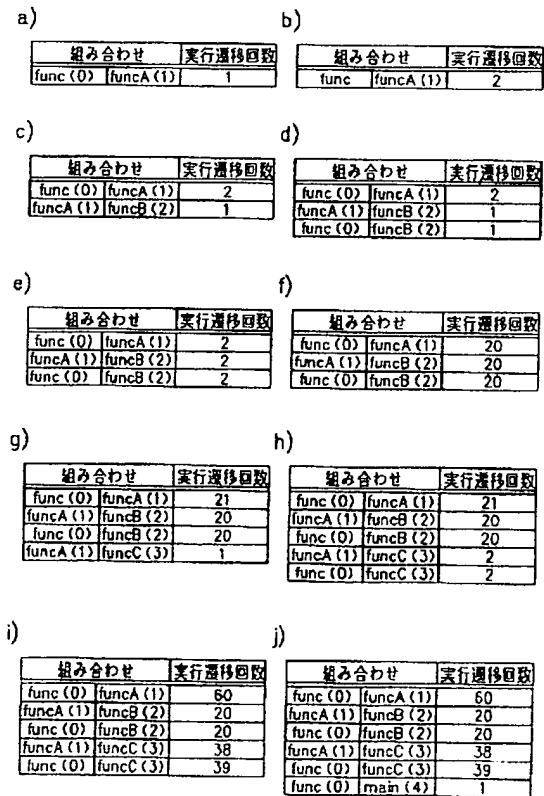 a)
組み合わせ 実行遷移回数
func (0) funcA (1) 1
b)
組み合わせ 実行遷移回数
func funcA (1) 2
c)
組み合わせ 実行遷移回数
func (0) funcA (1) 2
funcA (1) funcB (2) 1
d)
組み合わせ 実行遷移回数
func (0) funcA (1) 2
funcA (1) funcB (2) 1
func (0) funcB (2) 1
e)
組み合わせ 実行遷移回数
func (0) funcA (1) 2
funcA (1) funcB (2) 2
func (0) funcB (2) 2
f)
組み合わせ 実行遷移回数
func (0) funcA (1) 20
funcA (1) funcB (2) 20
func (0) funcB (2) 20
g)
組み合わせ 実行遷移回数
func (0) funcA (1) 21
funcA (1) funcB (2) 20
func (0) funcB (2) 20
funcA (1) funcC (3) 1
h)
組み合わせ 実行遷移回数
func (0) funcA (1) 21
funcA (1) funcB (2) 20
func (0) funcB (2) 20
funcA (1) funcC (3) 2
func (0) funcC (3) 2
i)
組み合わせ 実行遷移回数
func (0) funcA (1) 60
funcA (1) funcB (2) 20
func (0) funcB (2) 20
funcA (1) funcC (3) 38
func (0) funcC (3) 39
j)
組み合わせ 実行遷移回数
func (0) funcA (1) 60
funcA (1) funcB (2) 20
func (0) funcB (2) 20
funcA (1) funcC (3) 38
func (0) funcC (3) 39
func (0) main (4) 1